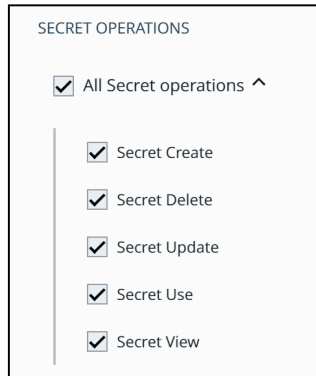 SECRET OPERATIONS
All Secret operations
Secret Create
Secret Delete
Secret Update
Secret Use
Secret View